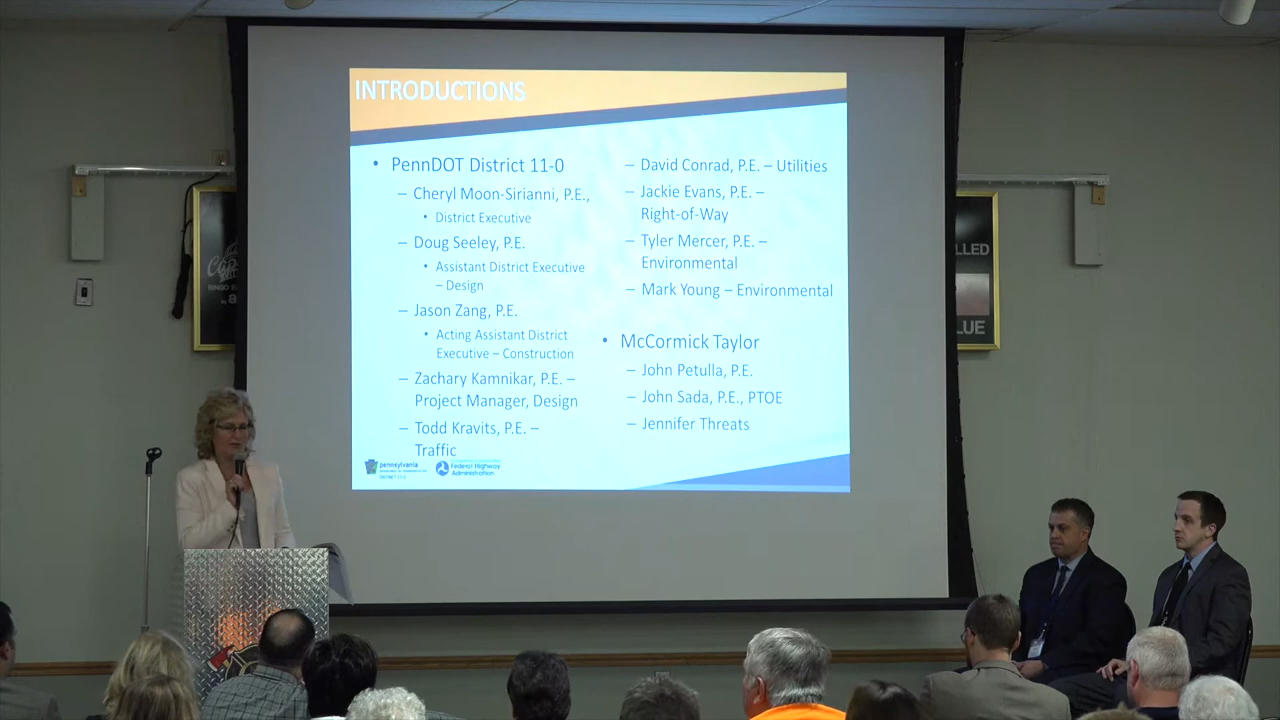 INTRODUCTIONS
• PennDOT District 11-0
– Cheryl Moon-Sirianni, P.E.,
• District Executive
– Doug Seeley, P.E.
• Assistant District Executive
– Design
– Jason Zang, P.E.
• Acting Assistant District
Executive – Construction
– Zachary Kamnikar, P.E. –
Project Manager, Design
– Todd Kravits, P.E. –
Traffic
– David Conrad, P.E. – Utilities
– Jackie Evans, P.E. –
Right-of-Way
– Tyler Mercer, P.E. –
Environmental
– Mark Young – Environmental
• McCormick Taylor
– John Petulla, P.E.
– John Sada, P.E., PTOE
– Jennifer Threats
pennsylvania
Federal Highway
Administration
LLED
LUE